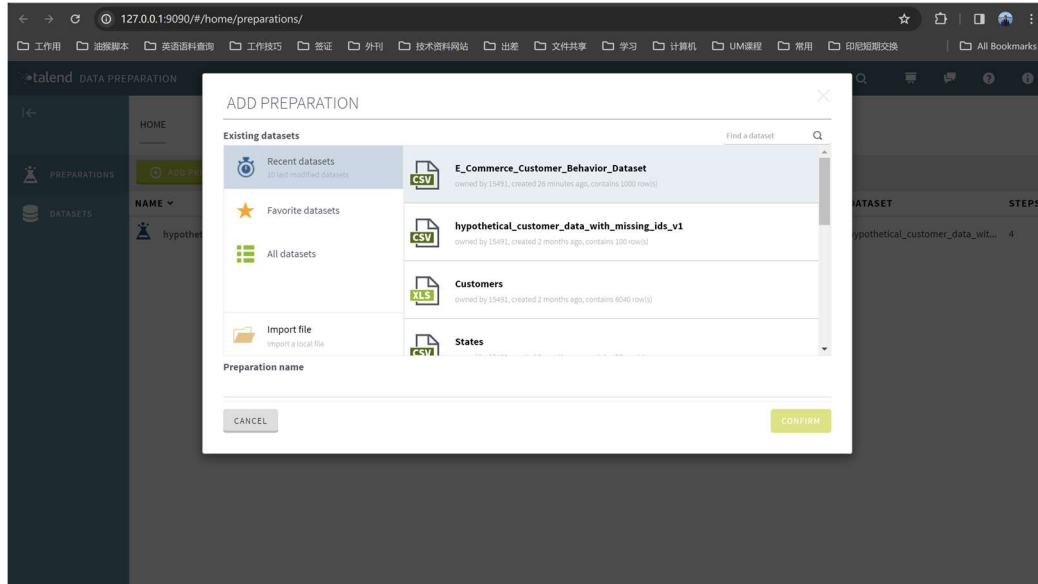 127.0.0.1:9090/#/home/preparations/
工作用 油猴脚本 英语语料查询 工作技巧 签证 外刊 技术资料网站 出差 文件共享 学习 计算机 UM课程 常用 印尼短期交换 All Bookmarks
talend DATA PREPARATION
HOME
PREPARATIONS
DATASETS
ADD PRE
NAME
hypothet
DATASET
STEPS
hypothetical_customer_data_wit... 4
ADD PREPARATION
Existing datasets
Find a dataset
Recent datasets
10 last modified datasets
Favorite datasets
All datasets
Import file
Import a local file
CSV
E_Commerce_Customer_Behavior_Dataset
owned by 15491, created 26 minutes ago, contains 1000 row(s)
CSV
hypothetical_customer_data_with_missing_ids_v1
owned by 15491, created 2 months ago, contains 100 row(s)
XLS
Customers
owned by 15491, created 2 months ago, contains 6040 row(s)
CSV
States
Preparation name
CANCEL
CONFIRM